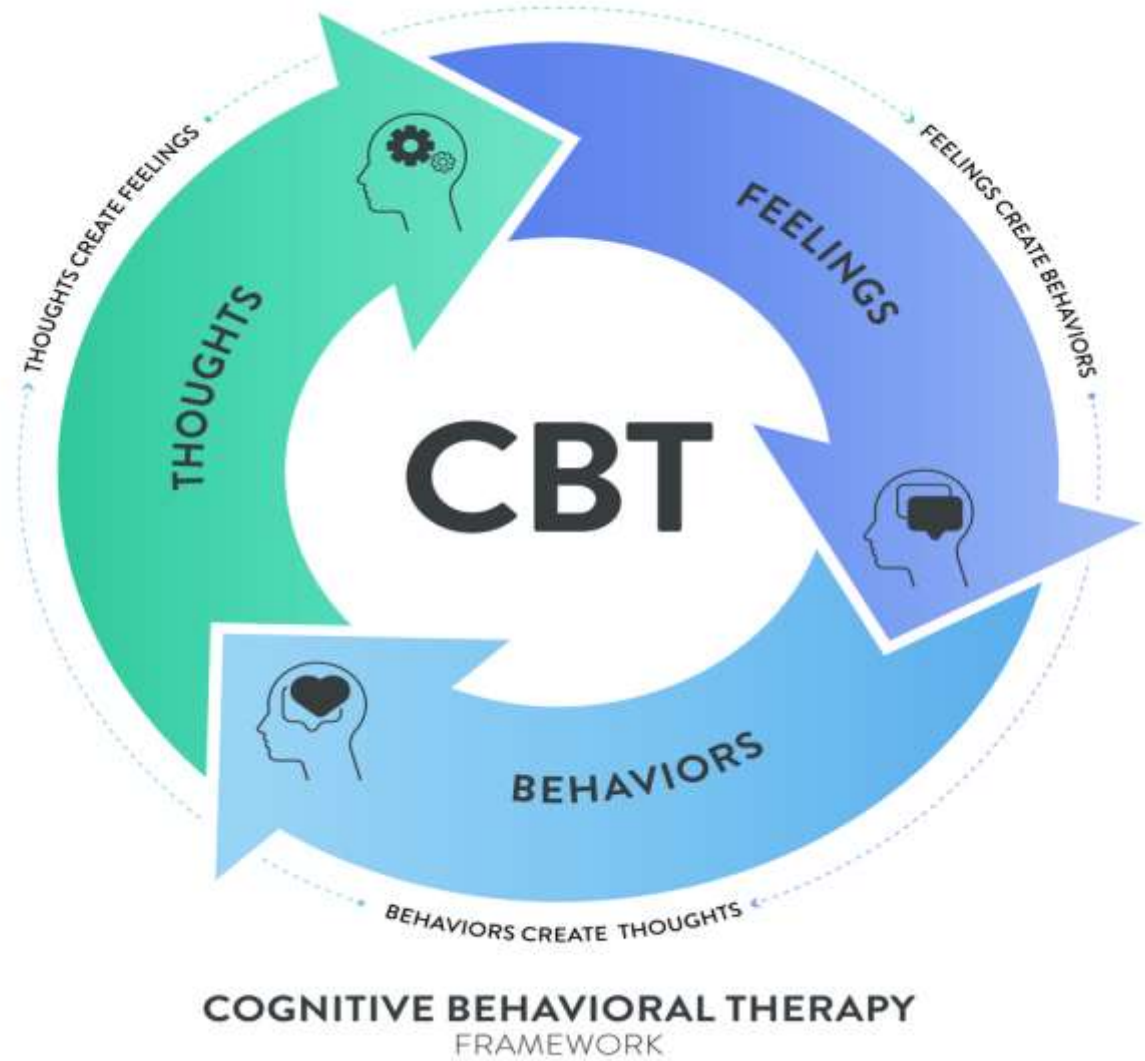 THOUGHTS CREATE FEELINGS
FEELINGS CREATE BEHAVIORS
THOUGHTS
FEELINGS
CBT
BEHAVIORS
BEHAVIORS CREATE THOUGHTS
COGNITIVE BEHAVIORAL THERAPY
FRAMEWORK